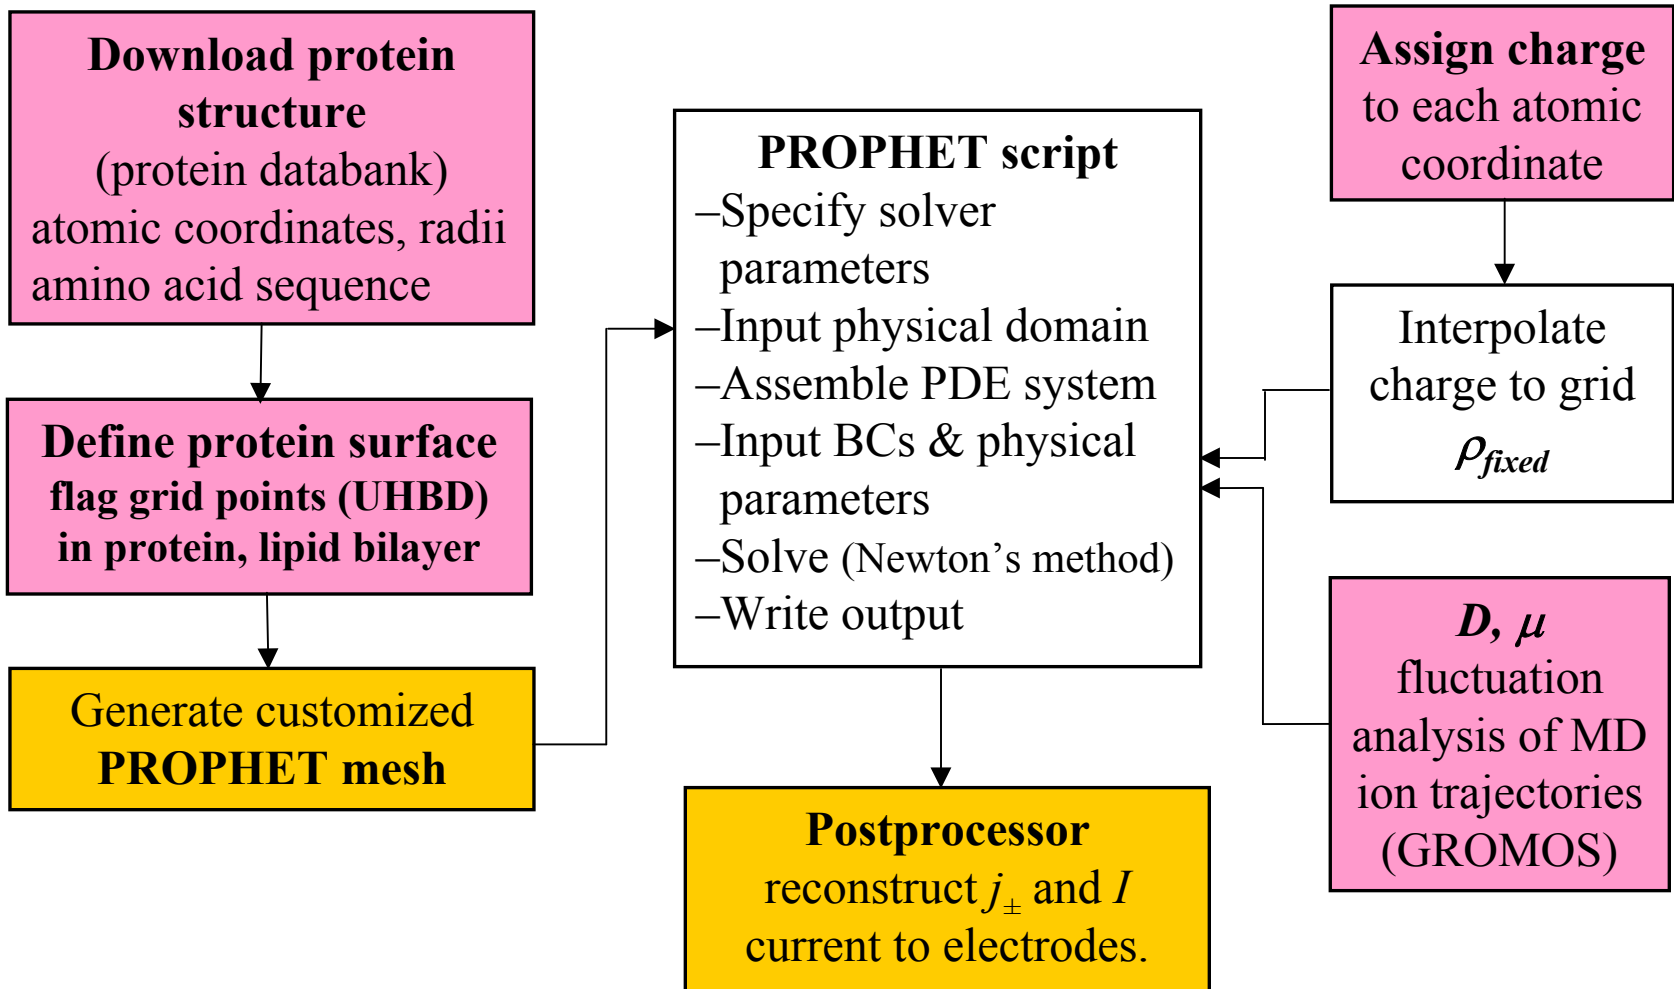 Download protein
structure
(protein databank)
atomic coordinates, radii
amino acid sequence
Define protein surface
flag grid points (UHBD)
in protein, lipid bilayer
Generate customized
PROPHET mesh
PROPHET script
–Specify solver
parameters
–Input physical domain
–Assemble PDE system
–Input BCs & physical
parameters
–Solve (Newton’s method)
–Write output
Postprocessor
reconstruct j± and I
current to electrodes.
Assign charge
to each atomic
coordinate
Interpolate
charge to grid
ρfixed
D, μ
fluctuation
analysis of MD
ion trajectories
(GROMOS)